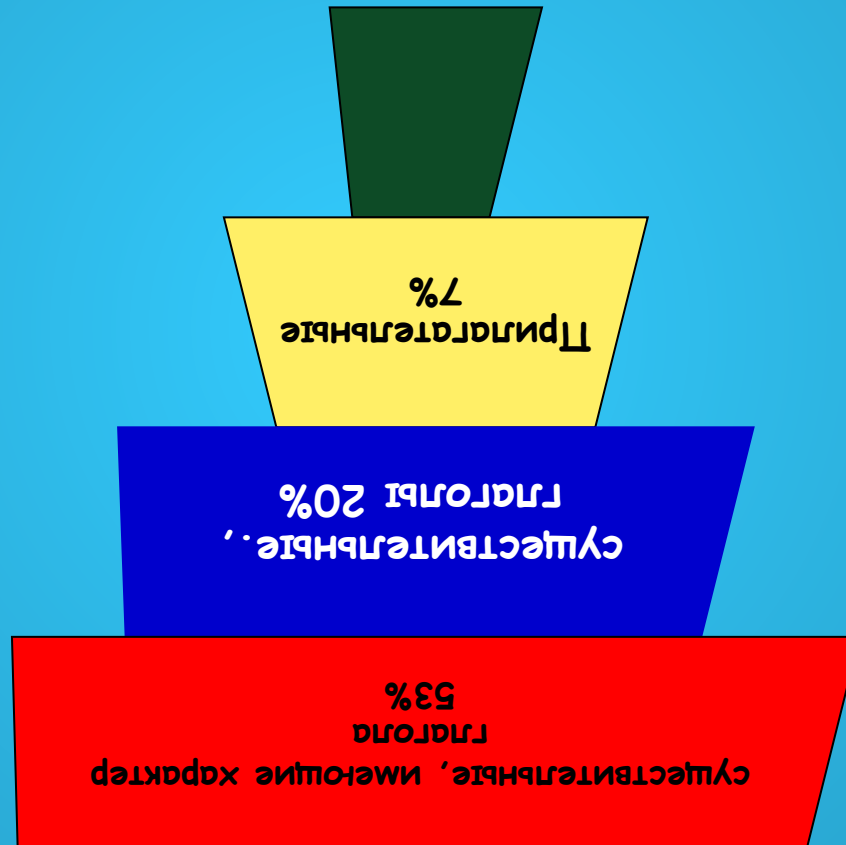 существительные, имеющие характер
глагола
53%
существительные.,
глаголы 20%
Прилагательные
7%